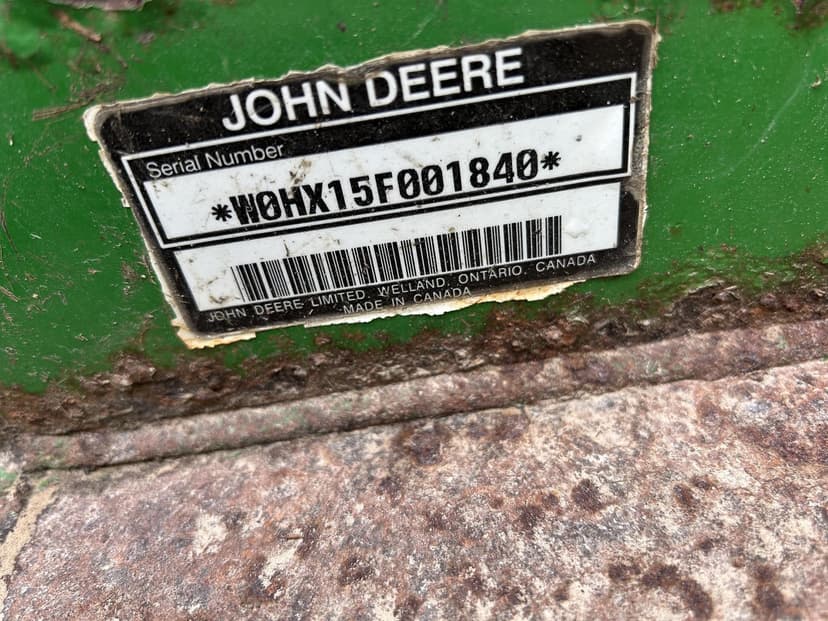 JOHN DEERE
Serial Number
*W0HX15F001840*
JOHN DEERE LIMITED, WELLAND, ONTARIO, CANADA
MADE IN CANADA